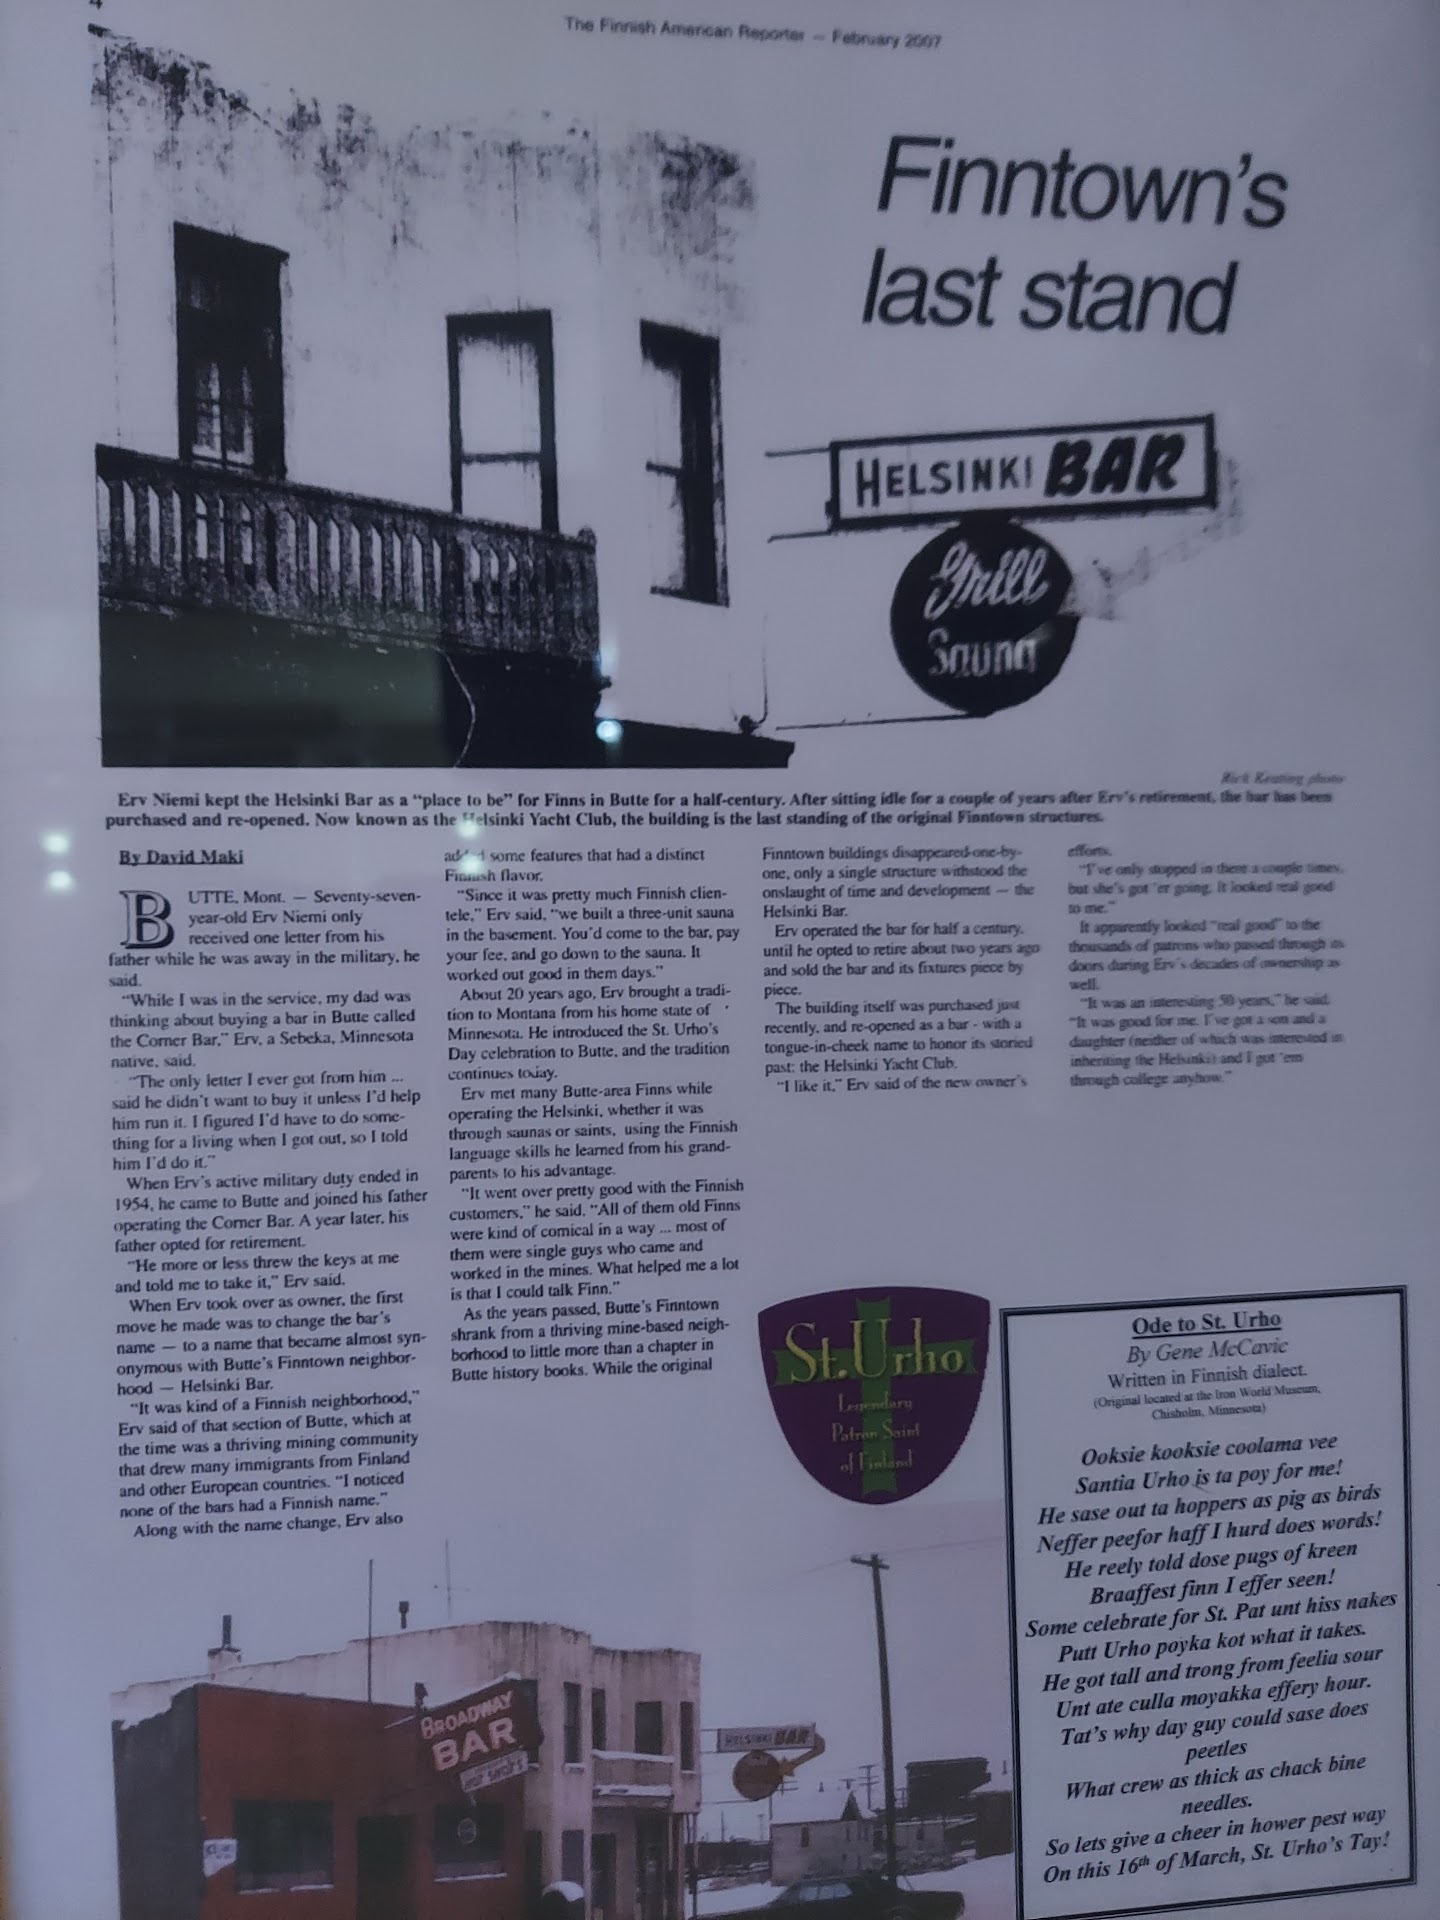 4
The Finnish American Reporter — February 2007
Finntown's
last stand
HELSINKI BAR
Grill
Sauna
Rick Keating photo
Erv Niemi kept the Helsinki Bar as a “place to be” for Finns in Butte for a half-century. After sitting idle for a couple of years after Erv's retirement, the bar has been
purchased and re-opened. Now known as the Helsinki Yacht Club, the building is the last standing of the original Finntown structures.
By David Maki
BUTTE, Mont. — Seventy-seven-
year-old Erv Niemi only
received one letter from his
father while he was away in the military, he
said.
“While I was in the service, my dad was
thinking about buying a bar in Butte called
the Corner Bar,” Erv, a Sebeka, Minnesota
native, said.
“The only letter I ever got from him ...
said he didn't want to buy it unless I'd help
him run it. I figured I'd have to do some-
thing for a living when I got out, so I told
him I'd do it.”
When Erv's active military duty ended in
1954, he came to Butte and joined his father
operating the Corner Bar. A year later, his
father opted for retirement.
“He more or less threw the keys at me
and told me to take it,” Erv said.
When Erv took over as owner, the first
move he made was to change the bar's
name — to a name that became almost syn-
onymous with Butte's Finntown neighbor-
hood — Helsinki Bar.
“It was kind of a Finnish neighborhood,”
Erv said of that section of Butte, which at
the time was a thriving mining community
that drew many immigrants from Finland
and other European countries. “I noticed
none of the bars had a Finnish name.”
Along with the name change, Erv also
added some features that had a distinct
Finnish flavor.
“Since it was pretty much Finnish clien-
tele,” Erv said, “we built a three-unit sauna
in the basement. You'd come to the bar, pay
your fee, and go down to the sauna. It
worked out good in them days.”
About 20 years ago, Erv brought a tradi-
tion to Montana from his home state of
Minnesota. He introduced the St. Urho's
Day celebration to Butte, and the tradition
continues today.
Erv met many Butte-area Finns while
operating the Helsinki, whether it was
through saunas or saints, using the Finnish
language skills he learned from his grand-
parents to his advantage.
“It went over pretty good with the Finnish
customers,” he said. “All of them old Finns
were kind of comical in a way ... most of
them were single guys who came and
worked in the mines. What helped me a lot
is that I could talk Finn.”
As the years passed, Butte's Finntown
shrank from a thriving mine-based neigh-
borhood to little more than a chapter in
Butte history books. While the original
Finntown buildings disappeared one-by-
one, only a single structure withstood the
onslaught of time and development — the
Helsinki Bar.
Erv operated the bar for half a century,
until he opted to retire about two years ago
and sold the bar and its fixtures piece by
piece.
The building itself was purchased just
recently, and re-opened as a bar - with a
tongue-in-cheek name to honor its storied
past: the Helsinki Yacht Club.
“I like it,” Erv said of the new owner's
efforts.
“I've only stopped in there a couple times,
but she's got 'er going. It looked real good
to me.”
It apparently looked “real good” to the
thousands of patrons who passed through its
doors during Erv's decades of ownership as
well.
“It was an interesting 50 years,” he said.
“It was good for me. I've got a son and a
daughter (neither of which was interested in
inheriting the Helsinki) and I got 'em
through college anyhow.”
St. Urho
Legendary
Patron Saint
of Finland
Ode to St. Urho
By Gene McCavic
Written in Finnish dialect.
(Original located at the Iron World Museum,
Chisholm, Minnesota)
Ooksie kooksie coolama vee
Santia Urho is ta poy for me!
He sase out ta hoppers as pig as birds
Neffer peefor haff I hurd does words!
He reely told dose pugs of kreen
Braaffest finn I effer seen!
Some celebrate for St. Pat unt hiss nakes
Putt Urho poyka kot what it takes.
He got tall and trong from feelia sour
Unt ate culla moyakka effery hour.
Tat's why day guy could sase does
peetles
What crew as thick as chack bine
needles.
So lets give a cheer in hower pest way
On this 16th of March, St. Urho's Tay!
BROADWAY
BAR
HELSINKI BAR